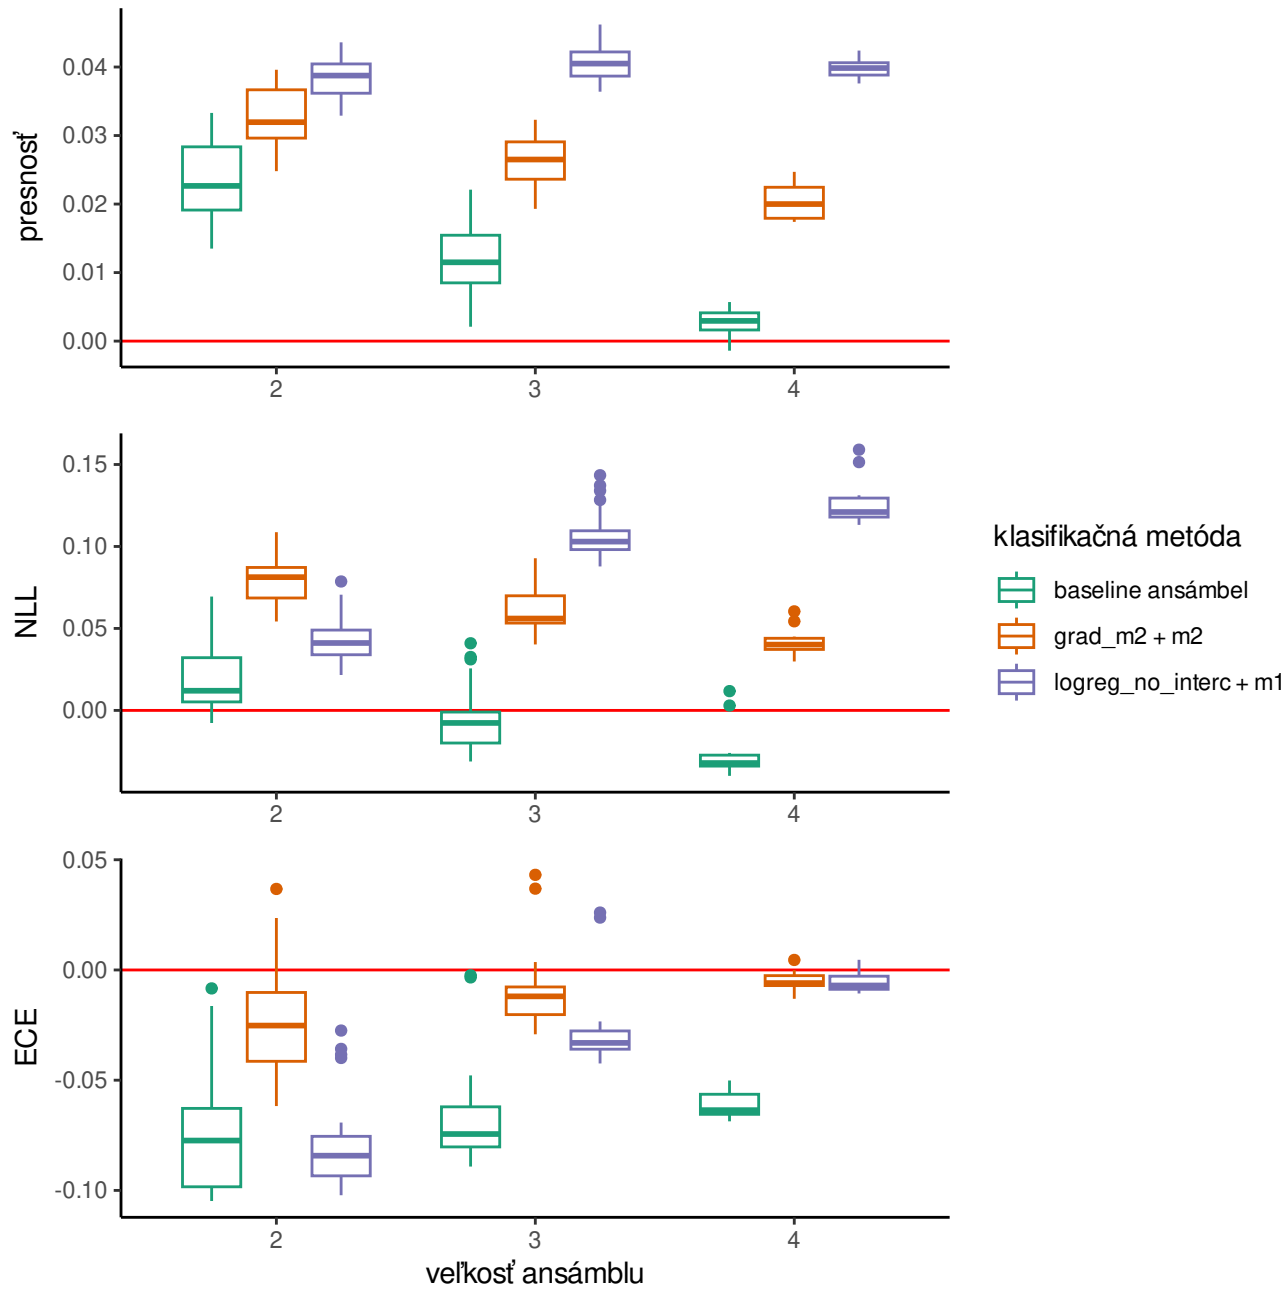 presnosť
0.04
0.03
0.02
0.01
0.00
2 3 4
NLL
0.15
0.10
0.05
0.00
2 3 4
klasifikačná metóda
baseline ansámbel
grad_m2 + m2
logreg_no_interc + m1
ECE
0.05
0.00
-0.05
-0.10
2 3 4
veľkosť ansámblu